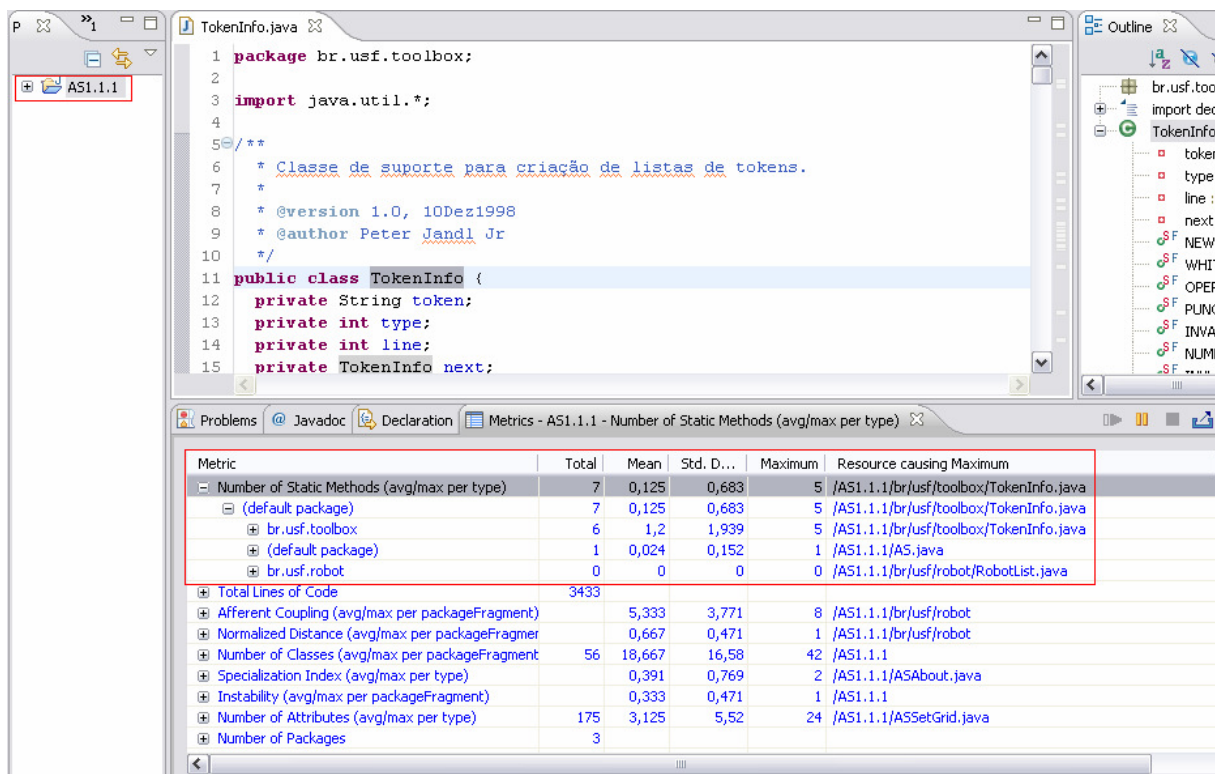 P »1
AS1.1.1
TokenInfo.java
1 package br.usf.toolbox;
2
3 import java.util.*;
4
5 /**
6 * Classe de suporte para criação de listas de tokens.
7 *
8 * @version 1.0, 10Dez1998
9 * @author Peter Jandl Jr
10 */
11 public class TokenInfo {
12 private String token;
13 private int type;
14 private int line;
15 private TokenInfo next;
Outline
br.usf.too
import dec
TokenInfo
toker
type
line :
next
NEW
WHIT
OPER
PUNC
INVA
NUM
Problems @ Javadoc Declaration Metrics - AS1.1.1 - Number of Static Methods (avg/max per type)
Metric Total Mean Std. D... Maximum Resource causing Maximum
Number of Static Methods (avg/max per type) 7 0,125 0,683 5 /AS1.1.1/br/usf/toolbox/TokenInfo.java
(default package) 7 0,125 0,683 5 /AS1.1.1/br/usf/toolbox/TokenInfo.java
br.usf.toolbox 6 1,2 1,939 5 /AS1.1.1/br/usf/toolbox/TokenInfo.java
(default package) 1 0,024 0,152 1 /AS1.1.1/AS.java
br.usf.robot 0 0 0 0 /AS1.1.1/br/usf/robot/RobotList.java
Total Lines of Code 3433
Afferent Coupling (avg/max per packageFragment) 5,333 3,771 8 /AS1.1.1/br/usf/robot
Normalized Distance (avg/max per packageFragmer 0,667 0,471 1 /AS1.1.1/br/usf/robot
Number of Classes (avg/max per packageFragment 56 18,667 16,58 42 /AS1.1.1
Specialization Index (avg/max per type) 0,391 0,769 2 /AS1.1.1/ASAbout.java
Instability (avg/max per packageFragment) 0,333 0,471 1 /AS1.1.1
Number of Attributes (avg/max per type) 175 3,125 5,52 24 /AS1.1.1/ASSetGrid.java
Number of Packages 3